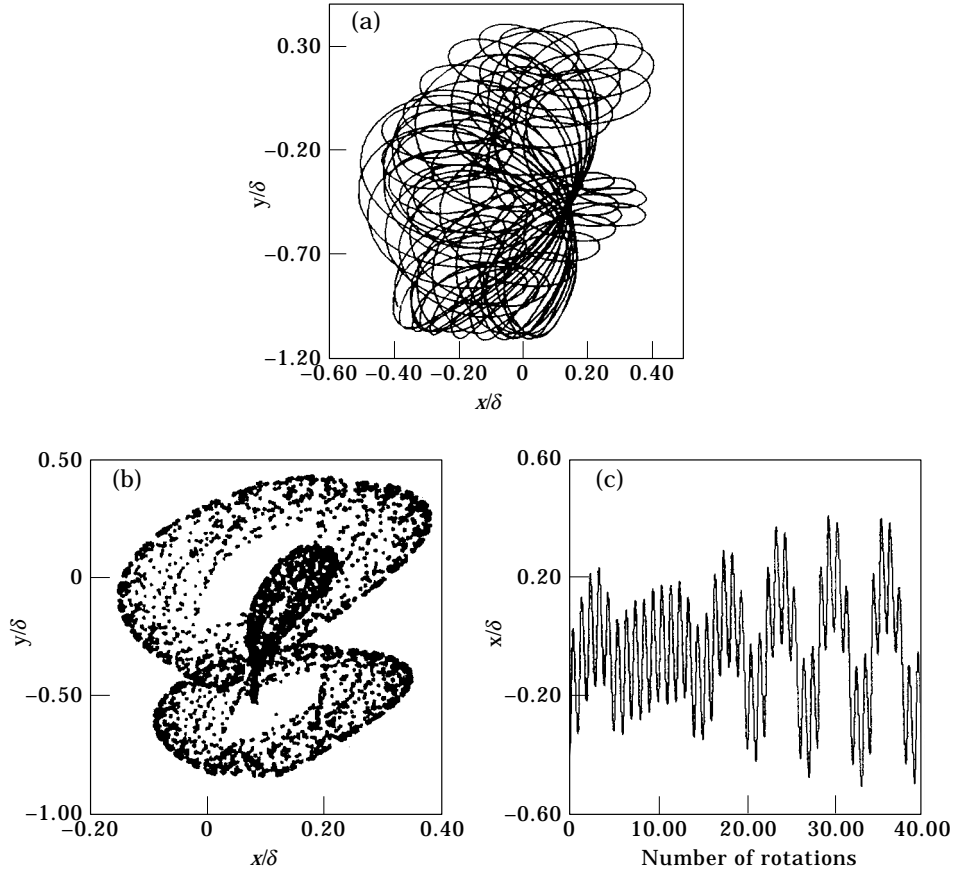 (a)
0.30
–0.20
–0.70
–1.20
y/δ
–0.60 –0.40 –0.20 0 0.20 0.40
x/δ
(b)
0.50
0
–0.50
–1.00
y/δ
–0.20 0 0.20 0.40
x/δ
(c)
0.60
0.20
–0.20
–0.60
x/δ
0 10.00 20.00 30.00 40.00
Number of rotations